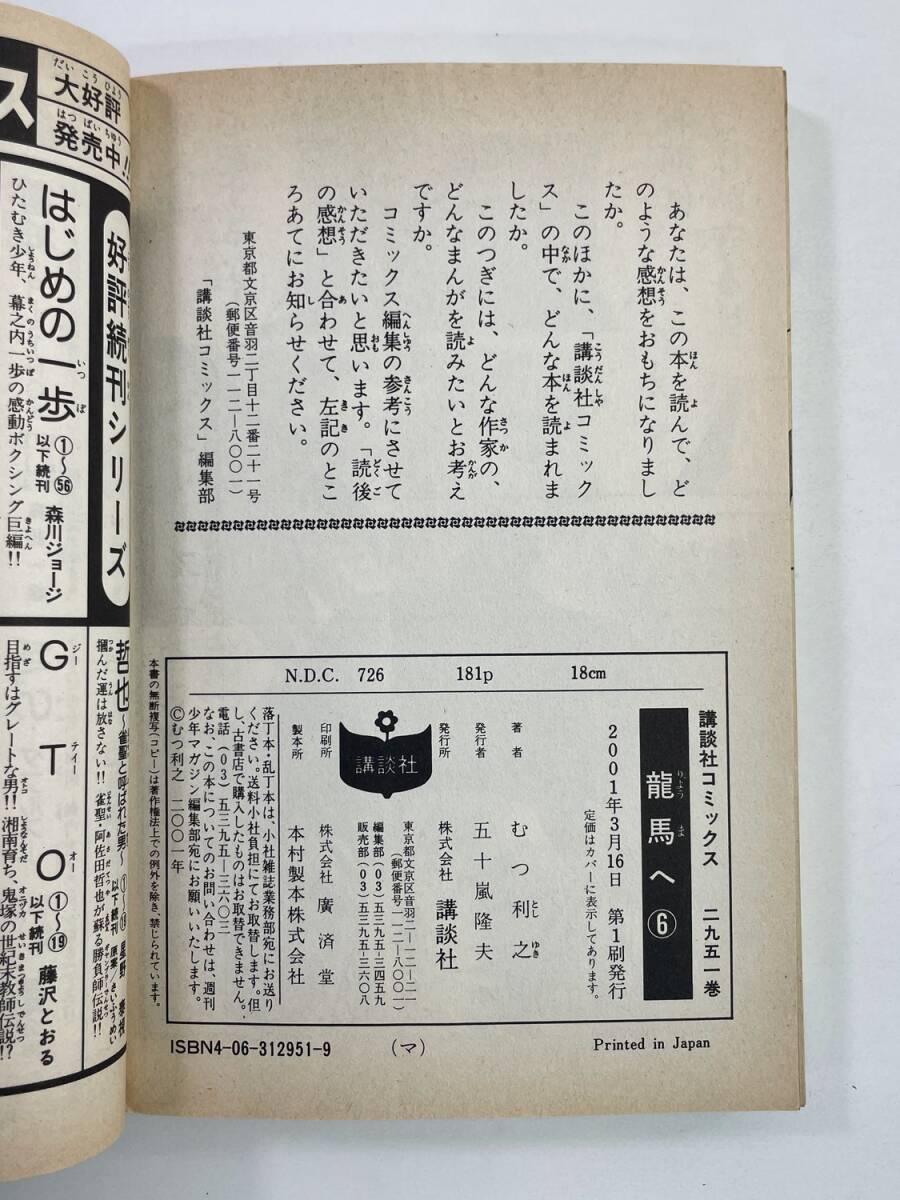 あなたは、この本を読んで、ど
のような感想をおもちになりまし
たか。
このほかに、「講談社コミック
ス」の中で、どんな本を読まれま
したか。
このつぎには、どんな作家の、
どんなまんがを読みたいとお考え
ですか。
コミックス編集の参考にさせて
いただきたいと思います。「読後
の感想」と合わせて、左記のとこ
ろあてにお知らせください。
東京都文京区音羽二丁目十二番二十一号
(郵便番号一一二-八〇〇一)
「講談社コミックス」編集部
講談社コミックス 二九五一巻
龍馬へ⑥
2001年3月16日 第1刷発行
定価はカバーに表示してあります。
著者 むつ利之
発行者 五十嵐隆夫
発行所 株式会社 講談社
東京都文京区音羽二-一二-二一
(郵便番号一一二-八〇〇一)
編集部(〇三)五三九五-三四五九
販売部(〇三)五三九五-三六〇八
講談社
印刷所 株式会社廣済堂
製本所 本村製本株式会社
落丁本・乱丁本は、小社雑誌業務部宛にお送り
ください。送料小社負担にてお取替します。但
し、古書店で購入したものはお取替できません。
電話(〇三)五三九五-三六〇三
なお、この本についてのお問い合わせは、週刊
少年マガジン編集部宛にお願いいたします。
©むつ利之 二〇〇一年
N.D.C. 726 181p 18cm
本書の無断複写(コピー)は著作権法上での例外を除き、禁じられています。
ISBN4-06-312951-9 (マ) Printed in Japan
大好評
発売中!!
ス
好評続刊シリーズ
はじめの一歩 ①〜56 以下続刊 森川ジョージ
ひたむき少年、幕之内一歩の感動ボクシング巨編!!
哲也〜雀聖と呼ばれた男〜
以下続刊
摑んだ運は放さない!! 雀聖・阿佐田哲也が蘇る勝負師伝説!!
GTO ①〜⑲ 以下続刊 藤沢とおる
目指すはグレートな男!! 湘南育ち、鬼塚の世紀末教師伝説?